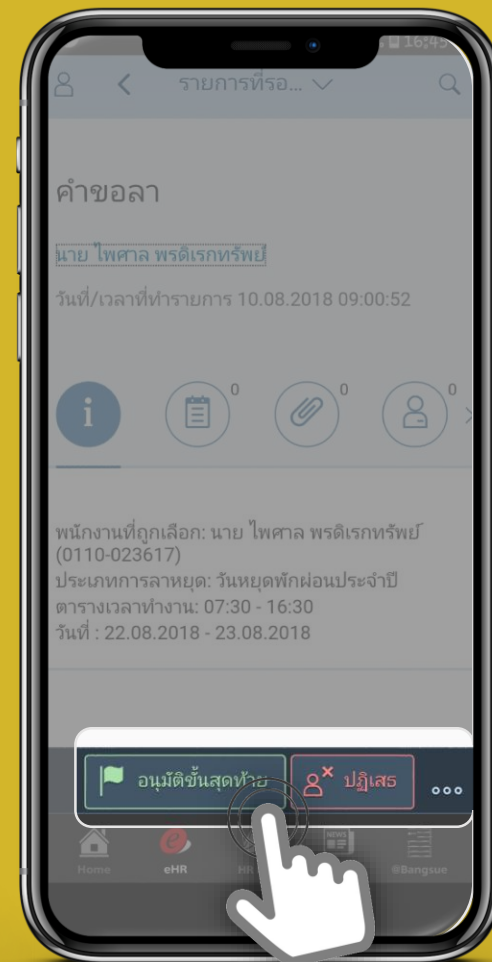 16:45
รายการที่รอ...
คำขอลา
นาย ไพศาล พรดิเรกทรัพย์
วันที่/เวลาที่ทำรายการ 10.08.2018 09:00:52
i
0
0
0
พนักงานที่ถูกเลือก: นาย ไพศาล พรดิเรกทรัพย์
(0110-023617)
ประเภทการลาหยุด: วันหยุดพักผ่อนประจำปี
ตารางเวลาทำงาน: 07:30 - 16:30
วันที่ : 22.08.2018 - 23.08.2018
อนุมัติขั้นสุดท้าย ปฏิเสธ
NEWS
Home eHR HR @Bangsue